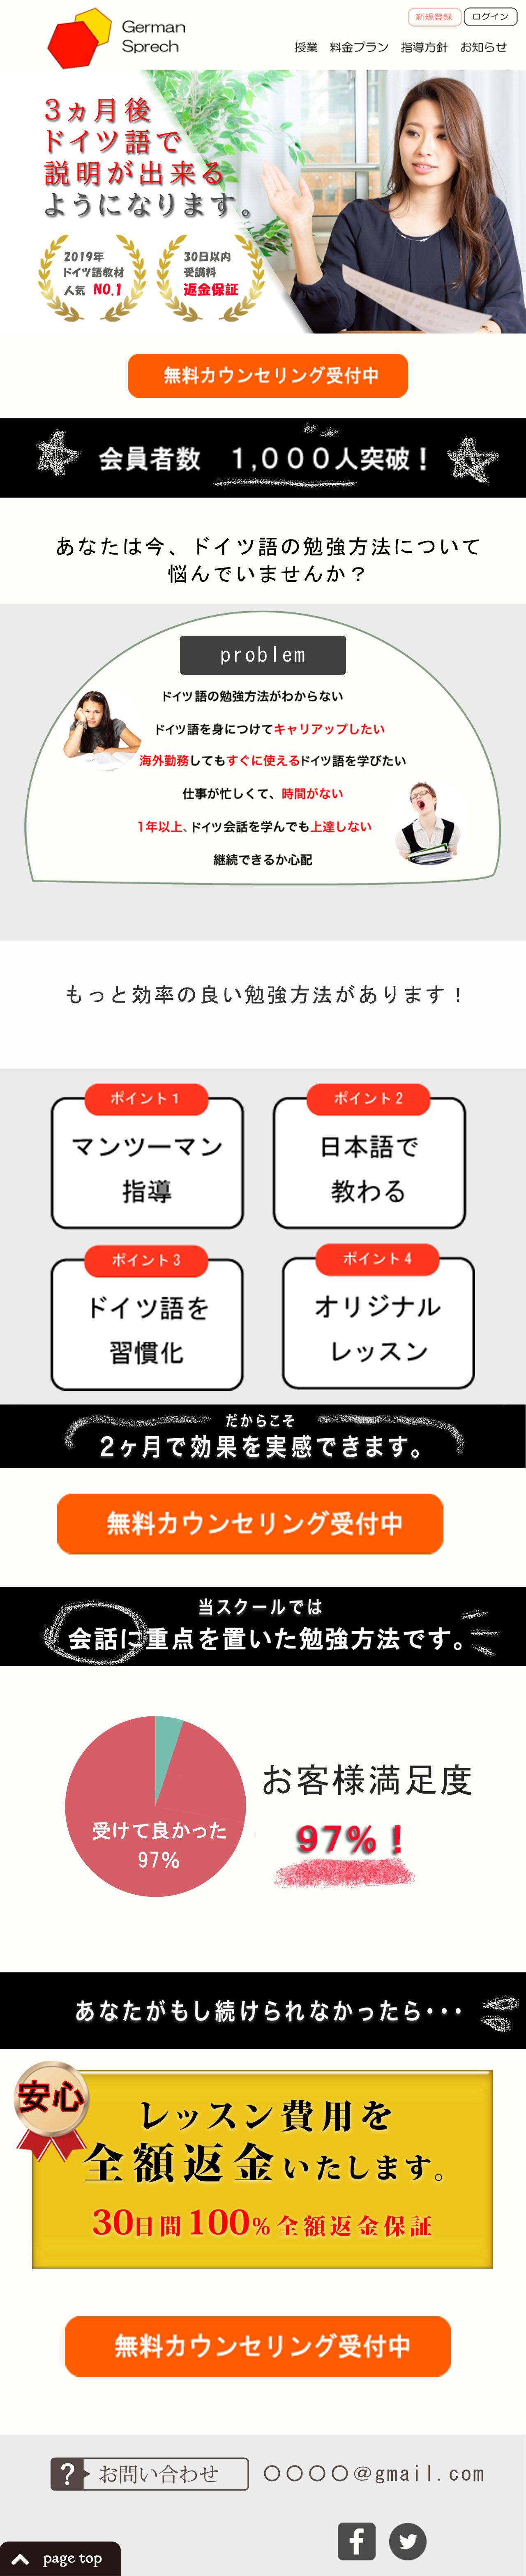 German
Sprech
新規登録
ログイン
授業 料金プラン 指導方針 お知らせ
3ヵ月後
ドイツ語で
説明が出来る
ようになります。
2019年
ドイツ語教材
人気 NO.1
30日以内
受講料
返金保証
無料カウンセリング受付中
会員者数 1,000人突破！
あなたは今、ドイツ語の勉強方法について
悩んでいませんか？
problem
ドイツ語の勉強方法がわからない
ドイツ語を身につけてキャリアップしたい
海外勤務してもすぐに使えるドイツ語を学びたい
仕事が忙しくて、時間がない
1年以上、ドイツ会話を学んでも上達しない
継続できるか心配
もっと効率の良い勉強方法があります！
ポイント1
マンツーマン
指導
ポイント2
日本語で
教わる
ポイント3
ドイツ語を
習慣化
ポイント4
オリジナル
レッスン
だからこそ
2ヶ月で効果を実感できます。
無料カウンセリング受付中
当スクールでは
会話に重点を置いた勉強方法です。
受けて良かった
97%
お客様満足度
97%！
あなたがもし続けられなかったら・・・
安心
レッスン費用を
全額返金いたします。
30日間100%全額返金保証
無料カウンセリング受付中
? お問い合わせ
〇〇〇〇@gmail.com
page top